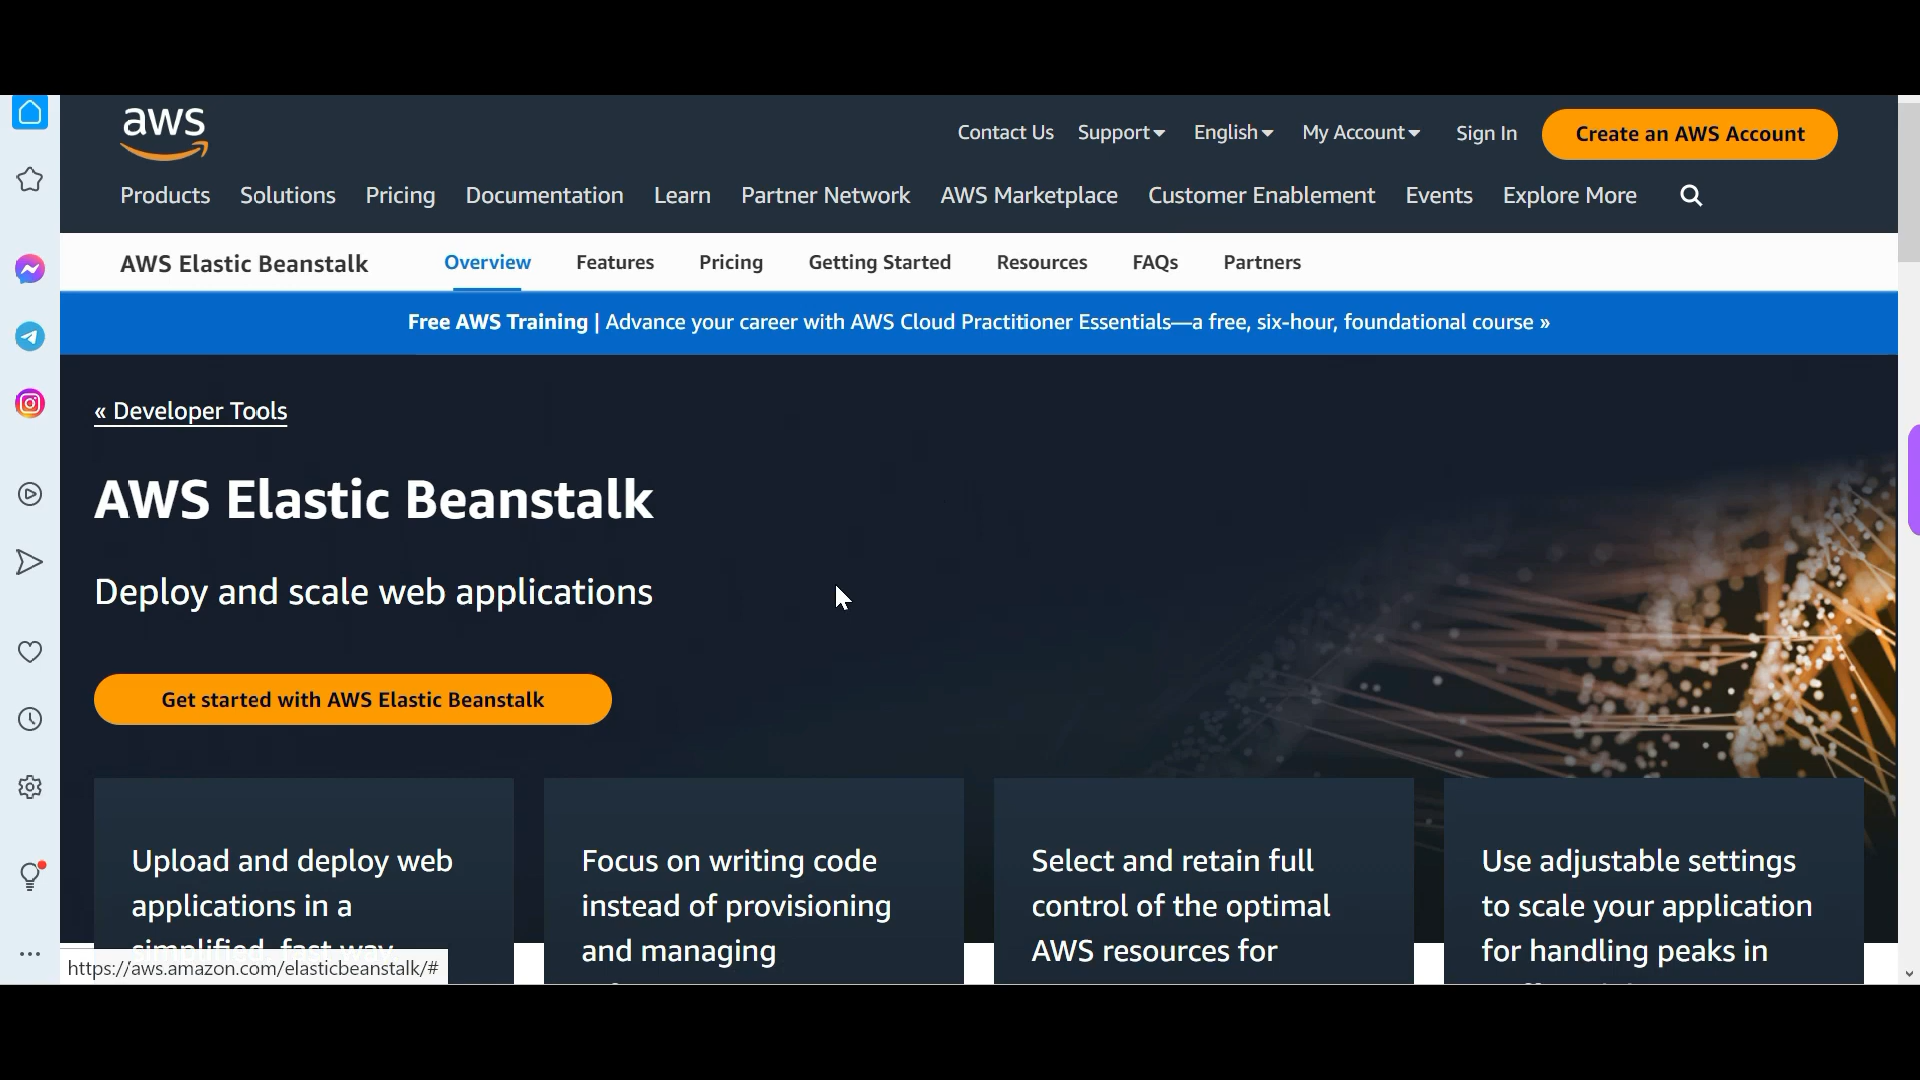 aws
Contact Us Support English My Account Sign In Create an AWS Account
Products Solutions Pricing Documentation Learn Partner Network AWS Marketplace Customer Enablement Events Explore More
AWS Elastic Beanstalk Overview Features Pricing Getting Started Resources FAQs Partners
Free AWS Training | Advance your career with AWS Cloud Practitioner Essentials—a free, six-hour, foundational course »
« Developer Tools
AWS Elastic Beanstalk
Deploy and scale web applications
Get started with AWS Elastic Beanstalk
Upload and deploy web
applications in a
simplified, fast way
Focus on writing code
instead of provisioning
and managing
Select and retain full
control of the optimal
AWS resources for
Use adjustable settings
to scale your application
for handling peaks in
https://aws.amazon.com/elasticbeanstalk/#